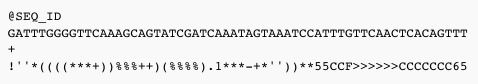 @SEQ_ID
GATTTGGGGTTCAAAGCAGTATCGATCAAATAGTAAATCCATTTGTTCAACTCACAGTTT
+
!''*((((***+))%%%++)(%%%%).1***-+*''))**55CCF>>>>>>CCCCCCC65